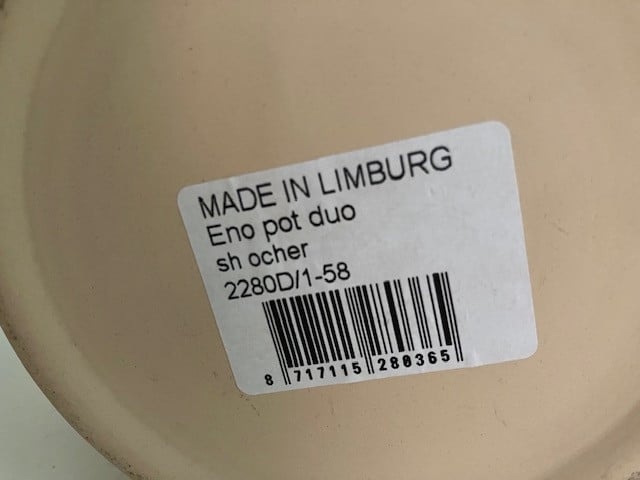 MADE IN LIMBURG
Eno pot duo
sh ocher
2280D/1-58
8 717115 280365